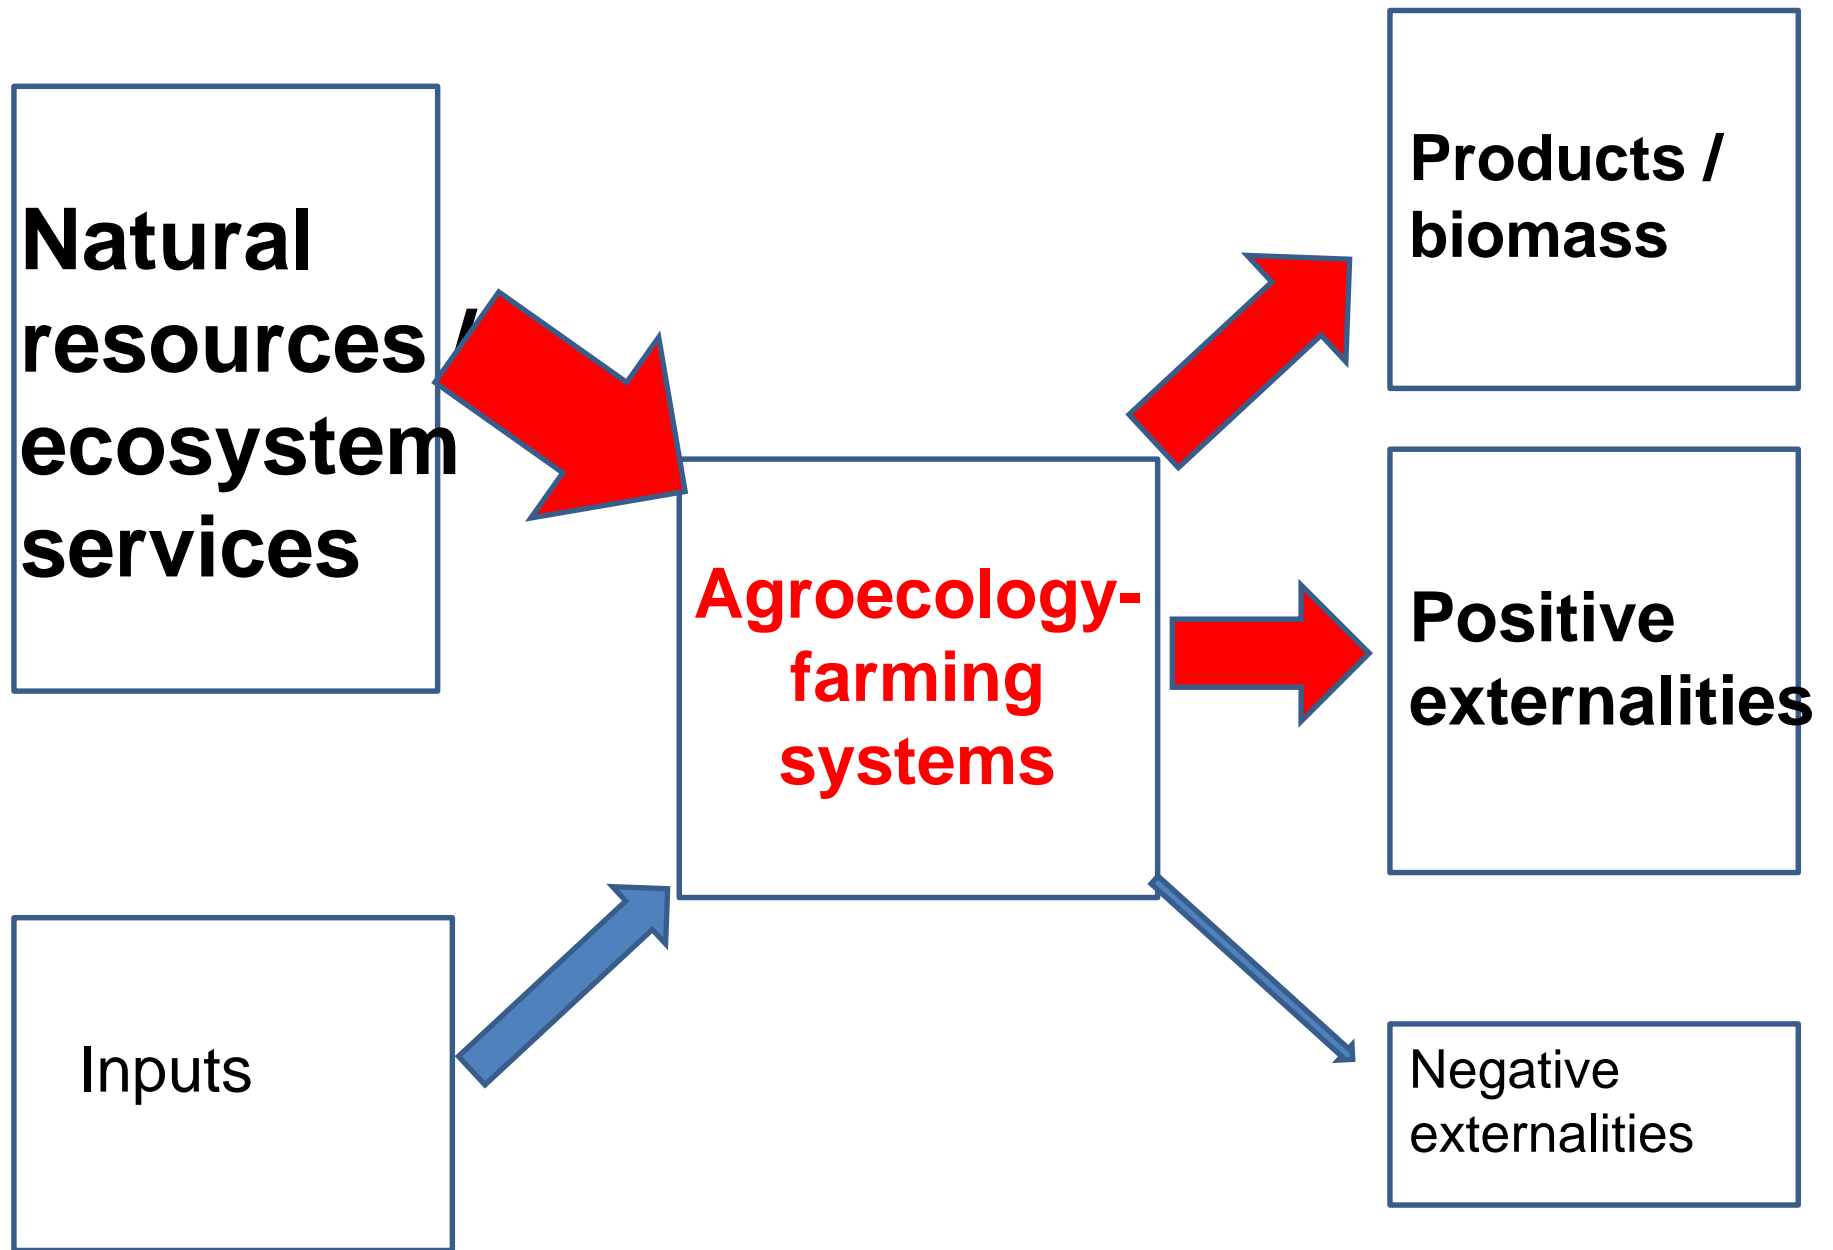 Natural
resources /
ecosystem
services
Inputs
Agroecology-
farming
systems
Products /
biomass
Positive
externalities
Negative
externalities